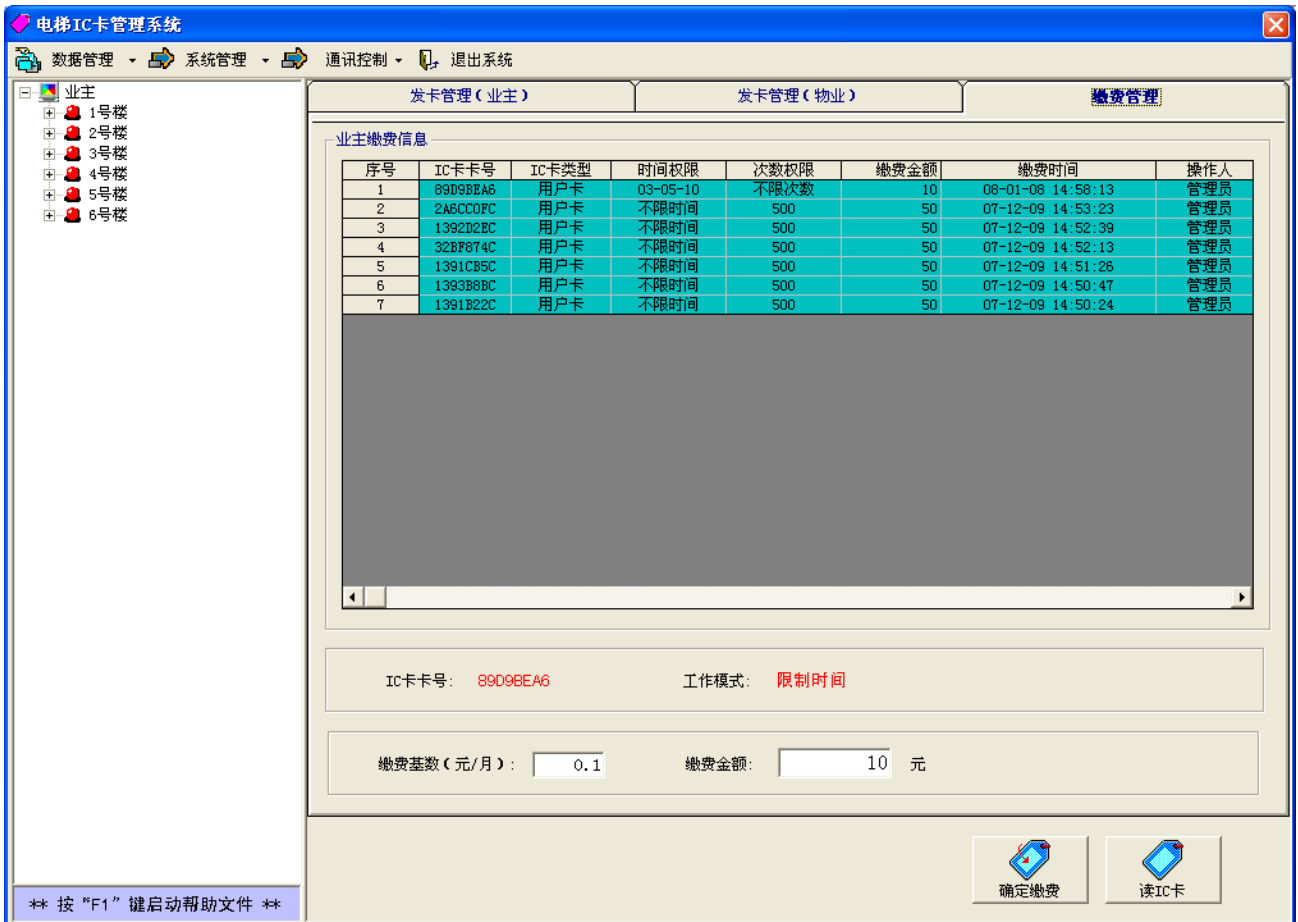 电梯IC卡管理系统
数据管理 系统管理 通讯控制 退出系统
业主
1号楼
2号楼
3号楼
4号楼
5号楼
6号楼
** 按 "F1" 键启动帮助文件 **
发卡管理(业主) 发卡管理(物业) 缴费管理
业主缴费信息
序号 IC卡卡号 IC卡类型 时间权限 次数权限 缴费金额 缴费时间 操作人
1 89D9BEA6 用户卡 03-05-10 不限次数 10 08-01-08 14:58:13 管理员
2 2A6CC0FC 用户卡 不限时间 500 50 07-12-09 14:53:23 管理员
3 1392D2EC 用户卡 不限时间 500 50 07-12-09 14:52:39 管理员
4 32BF874C 用户卡 不限时间 500 50 07-12-09 14:52:13 管理员
5 1391CB5C 用户卡 不限时间 500 50 07-12-09 14:51:26 管理员
6 1393B8BC 用户卡 不限时间 500 50 07-12-09 14:50:47 管理员
7 1391B22C 用户卡 不限时间 500 50 07-12-09 14:50:24 管理员
IC卡卡号: 89D9BEA6 工作模式: 限制时间
缴费基数(元/月): 0.1 缴费金额: 10 元
确定缴费 读IC卡